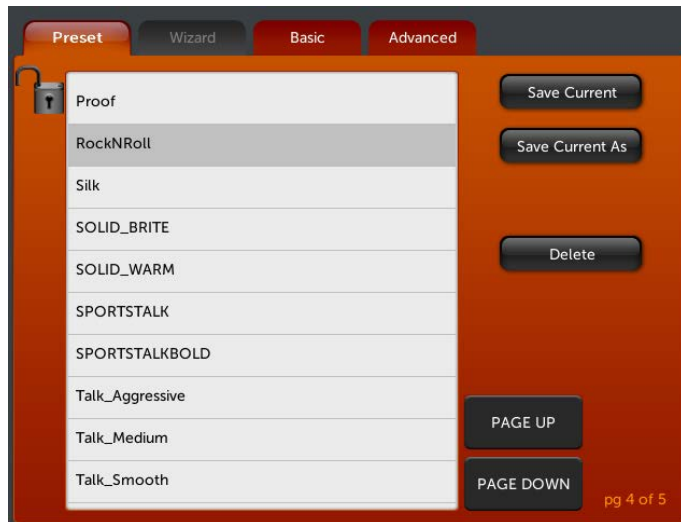 Preset
Wizard
Basic
Advanced
Proof
RockNRoll
Silk
SOLID_BRITE
SOLID_WARM
SPORTSTALK
SPORTSTALKBOLD
Talk_Aggressive
Talk_Medium
Talk_Smooth
Save Current
Save Current As
Delete
PAGE UP
PAGE DOWN
pg 4 of 5